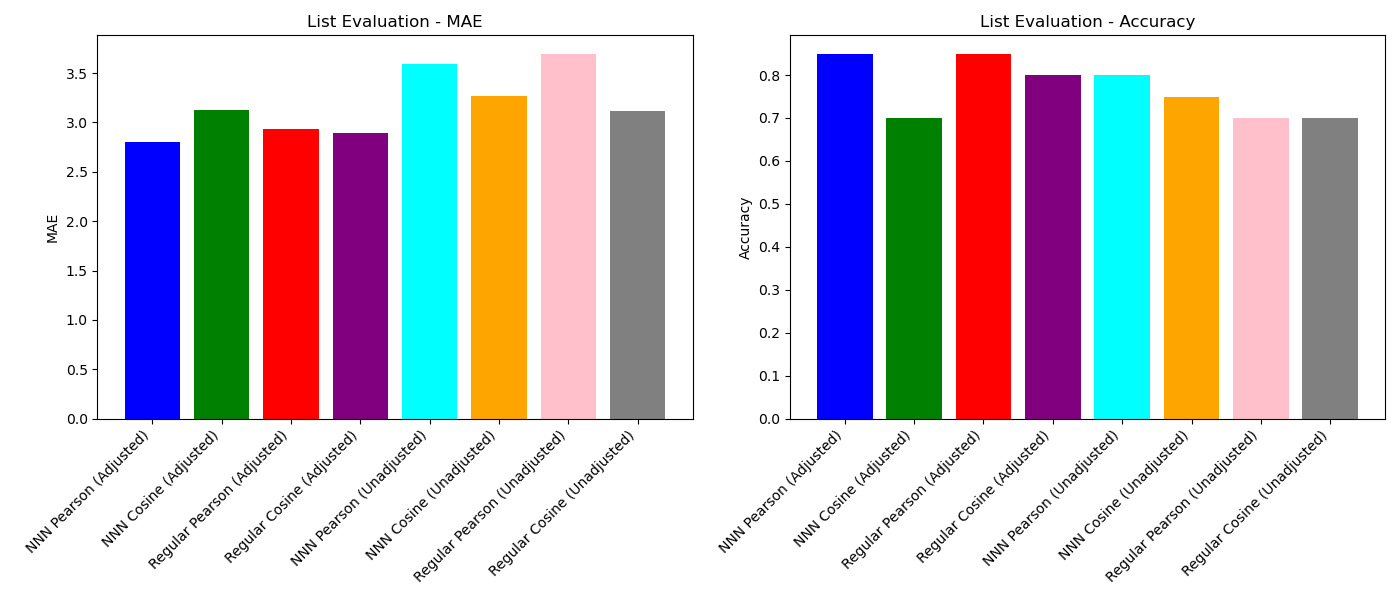 List Evaluation - MAE
MAE
3.5
3.0
2.5
2.0
1.5
1.0
0.5
0.0
NNN Pearson (Adjusted)
NNN Cosine (Adjusted)
Regular Pearson (Adjusted)
Regular Cosine (Adjusted)
NNN Pearson (Unadjusted)
NNN Cosine (Unadjusted)
Regular Pearson (Unadjusted)
Regular Cosine (Unadjusted)
List Evaluation - Accuracy
Accuracy
0.8
0.7
0.6
0.5
0.4
0.3
0.2
0.1
0.0
NNN Pearson (Adjusted)
NNN Cosine (Adjusted)
Regular Pearson (Adjusted)
Regular Cosine (Adjusted)
NNN Pearson (Unadjusted)
NNN Cosine (Unadjusted)
Regular Pearson (Unadjusted)
Regular Cosine (Unadjusted)